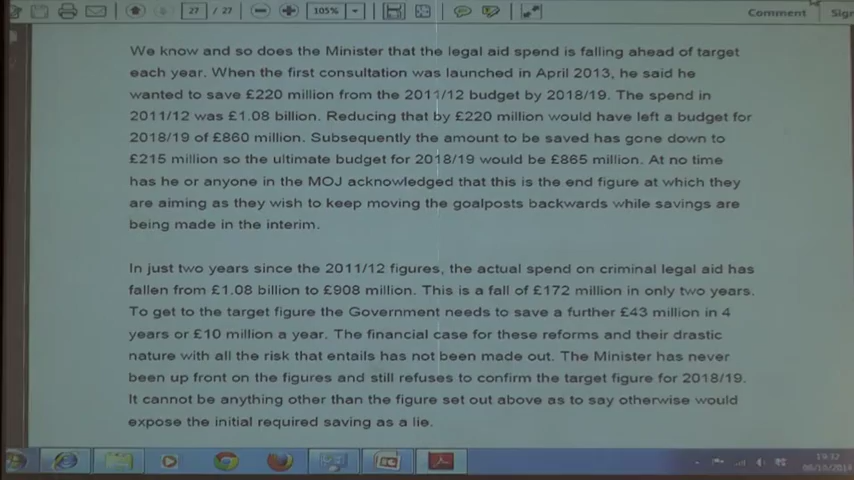 27 / 27
105%
Comment
Sign
We know and so does the Minister that the legal aid spend is falling ahead of target
each year. When the first consultation was launched in April 2013, he said he
wanted to save £220 million from the 2011/12 budget by 2018/19. The spend in
2011/12 was £1.08 billion. Reducing that by £220 million would have left a budget for
2018/19 of £860 million. Subsequently the amount to be saved has gone down to
£215 million so the ultimate budget for 2018/19 would be £865 million. At no time
has he or anyone in the MOJ acknowledged that this is the end figure at which they
are aiming as they wish to keep moving the goalposts backwards while savings are
being made in the interim.
In just two years since the 2011/12 figures, the actual spend on criminal legal aid has
fallen from £1.08 billion to £908 million. This is a fall of £172 million in only two years.
To get to the target figure the Government needs to save a further £43 million in 4
years or £10 million a year. The financial case for these reforms and their drastic
nature with all the risk that entails has not been made out. The Minister has never
been up front on the figures and still refuses to confirm the target figure for 2018/19.
It cannot be anything other than the figure set out above as to say otherwise would
expose the initial required saving as a lie.
19:32
06/10/2014